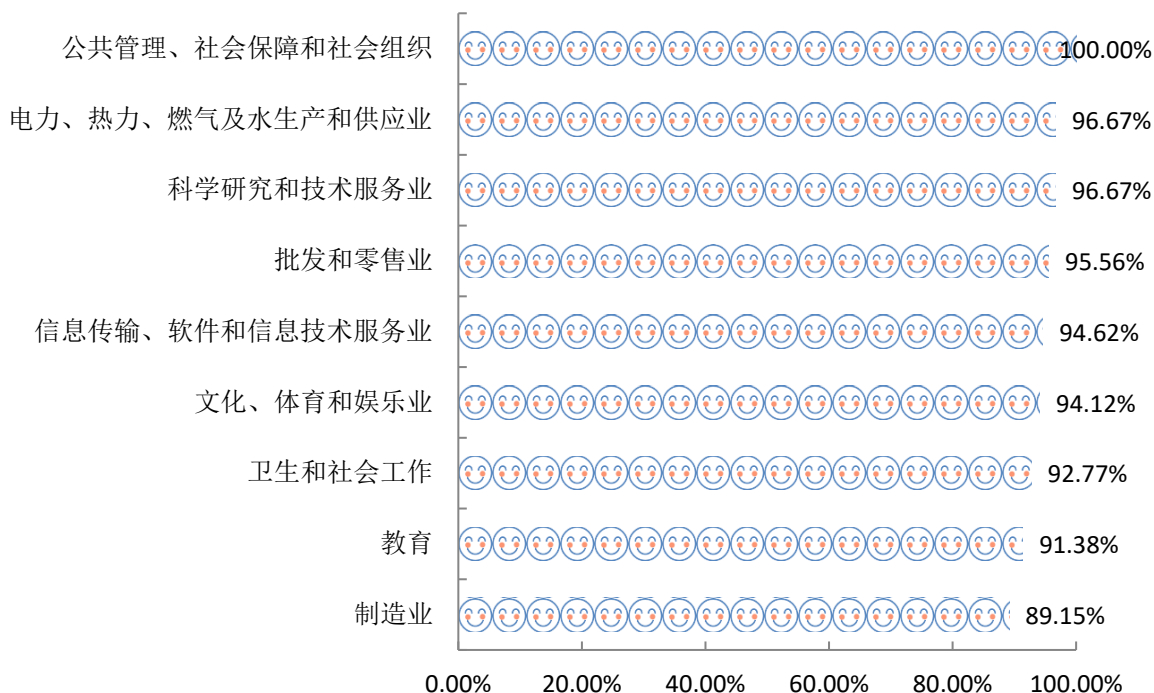 公共管理、社会保障和社会组织 100.00%
电力、热力、燃气及水生产和供应业 96.67%
科学研究和技术服务业 96.67%
批发和零售业 95.56%
信息传输、软件和信息技术服务业 94.62%
文化、体育和娱乐业 94.12%
卫生和社会工作 92.77%
教育 91.38%
制造业 89.15%
0.00% 20.00% 40.00% 60.00% 80.00% 100.00%